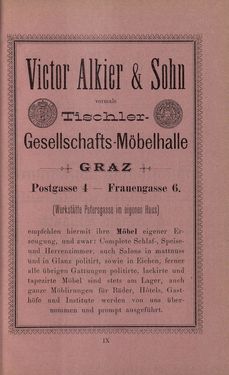 Victor Alkier & Sohn
vormals
Tischler-
Gesellschafts-Möbelhalle
GRAZ
Postgasse 4 — Frauengasse 6.
(Werkstätte Petersgasse im eigenen Haus)
empfehlen hiermit ihre Möbel eigener Er-
zeugung, und zwar: Complete Schlaf-, Speise-
und Herrenzimmer, auch Salons in mattnuss
und in Glanz politirt, sowie in Eichen, ferner
alle übrigen Gattungen politirte, lackirte und
tapezirte Möbel sind stets am Lager, auch
ganze Möblirungen für Bäder, Hôtels, Gast-
höfe und Institute werden von uns über-
nommen und prompt ausgeführt.
IX